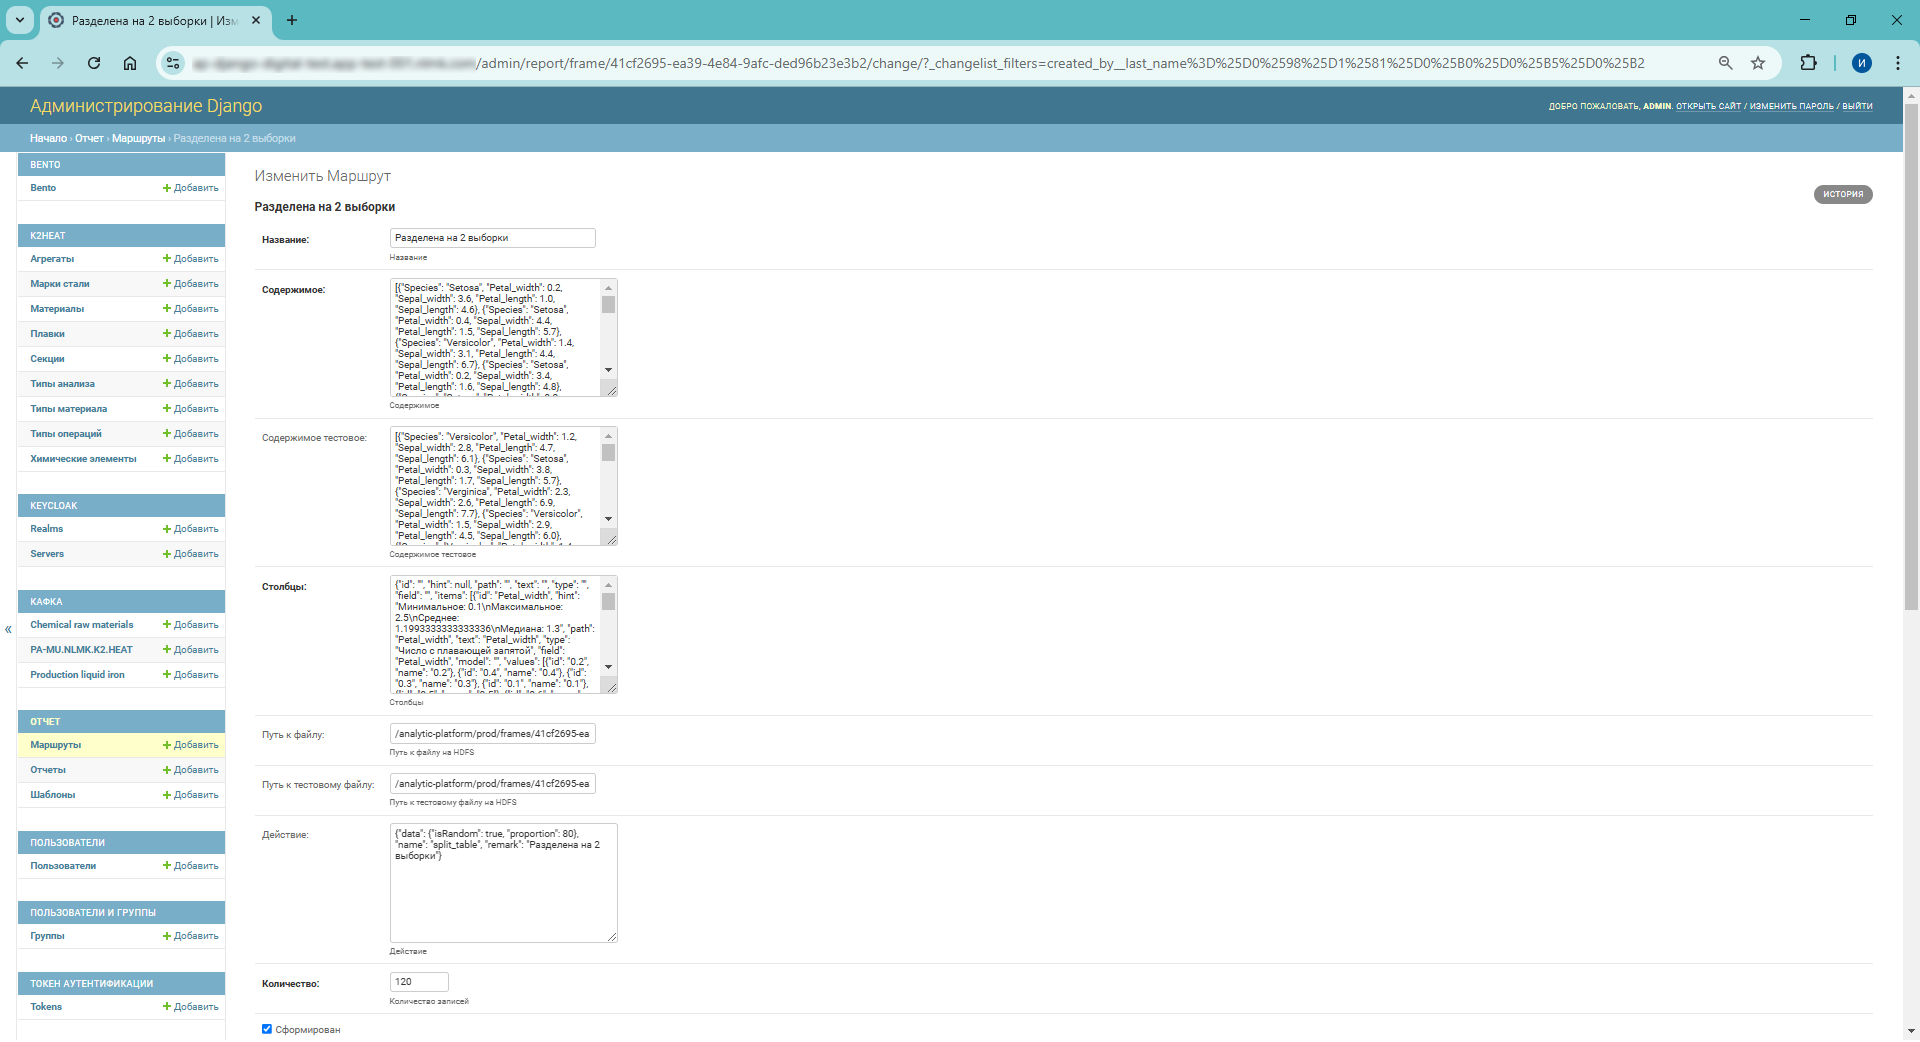 Разделена на 2 выборки | Изм
/admin/report/frame/41cf2695-ea39-4e84-9afc-ded96b23e3b2/change/?_changelist_filters=created_by__last_name%3D%25D0%2598%25D1%2581%25D0%25B0%25D0%25B5%25D0%25B2
И
Администрирование Django
ДОБРО ПОЖАЛОВАТЬ, ADMIN. ОТКРЫТЬ САЙТ / ИЗМЕНИТЬ ПАРОЛЬ / ВЫЙТИ
Начало › Отчет › Маршруты › Разделена на 2 выборки
BENTO
Bento Добавить
K2HEAT
Агрегаты Добавить
Марки стали Добавить
Материалы Добавить
Плавки Добавить
Секции Добавить
Типы анализа Добавить
Типы материала Добавить
Типы операций Добавить
Химические элементы Добавить
KEYCLOAK
Realms Добавить
Servers Добавить
КАФКА
Chemical raw materials Добавить
PA-MU.NLMK.K2.HEAT Добавить
Production liquid iron Добавить
ОТЧЕТ
Маршруты Добавить
Отчеты Добавить
Шаблоны Добавить
ПОЛЬЗОВАТЕЛИ
Пользователи Добавить
ПОЛЬЗОВАТЕЛИ И ГРУППЫ
Группы Добавить
ТОКЕН АУТЕНТИФИКАЦИИ
Tokens Добавить
«
Изменить Маршрут
ИСТОРИЯ
Разделена на 2 выборки
Название: Разделена на 2 выборки
Название
Содержимое:
[{"Species": "Setosa", "Petal_width": 0.2,
"Sepal_width": 3.6, "Petal_length": 1.0,
"Sepal_length": 4.6}, {"Species": "Setosa",
"Petal_width": 0.4, "Sepal_width": 4.4,
"Petal_length": 1.5, "Sepal_length": 5.7},
{"Species": "Versicolor", "Petal_width": 1.4,
"Sepal_width": 3.1, "Petal_length": 4.4,
"Sepal_length": 6.7}, {"Species": "Setosa",
"Petal_width": 0.2, "Sepal_width": 3.4,
"Petal_length": 1.6, "Sepal_length": 4.8},
Содержимое
Содержимое тестовое:
[{"Species": "Versicolor", "Petal_width": 1.2,
"Sepal_width": 2.8, "Petal_length": 4.7,
"Sepal_length": 6.1}, {"Species": "Setosa",
"Petal_width": 0.3, "Sepal_width": 3.8,
"Petal_length": 1.7, "Sepal_length": 5.7},
{"Species": "Verginica", "Petal_width": 2.3,
"Sepal_width": 2.6, "Petal_length": 6.9,
"Sepal_length": 7.7}, {"Species": "Versicolor",
"Petal_width": 1.5, "Sepal_width": 2.9,
"Petal_length": 4.5, "Sepal_length": 6.0},
Содержимое тестовое
Столбцы:
{"id": "", "hint": null, "path": "", "text": "", "type": "",
"field": "", "items": [{"id": "Petal_width", "hint":
"Минимальное: 0.1\nМаксимальное:
2.5\nСреднее:
1.1993333333333336\nМедиана: 1.3", "path":
"Petal_width", "text": "Petal_width", "type":
"Число с плавающей запятой", "field":
"Petal_width", "model": "", "values": [{"id": "0.2",
"name": "0.2"}, {"id": "0.4", "name": "0.4"}, {"id":
"0.3", "name": "0.3"}, {"id": "0.1", "name": "0.1"},
Столбцы
Путь к файлу: /analytic-platform/prod/frames/41cf2695-ea
Путь к файлу на HDFS
Путь к тестовому файлу: /analytic-platform/prod/frames/41cf2695-ea
Путь к тестовому файлу на HDFS
Действие:
{"data": {"isRandom": true, "proportion": 80},
"name": "split_table", "remark": "Разделена на 2
выборки"}
Действие
Количество: 120
Количество записей
Сформирован